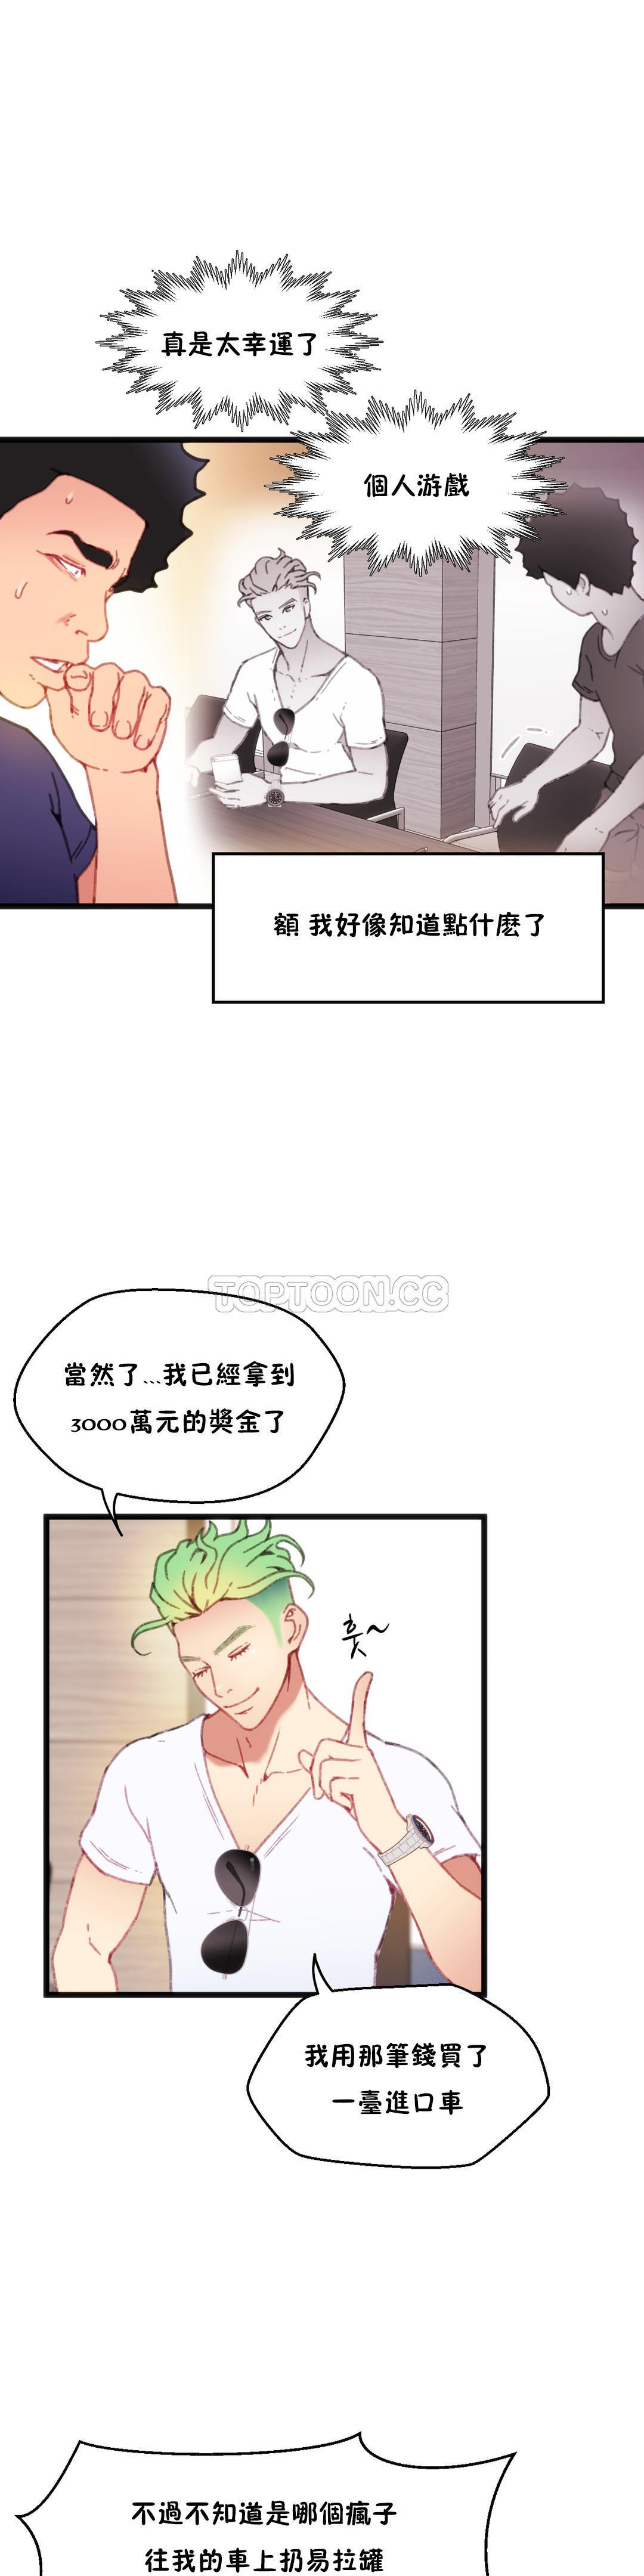 真是太幸運了
個人游戲
額 我好像知道點什麽了
TOPTOON.CC
當然了...我已經拿到
3000萬元的獎金了
훗~
我用那筆錢買了
一臺進口車
不過不知道是哪個瘋子
往我的車上扔易拉罐